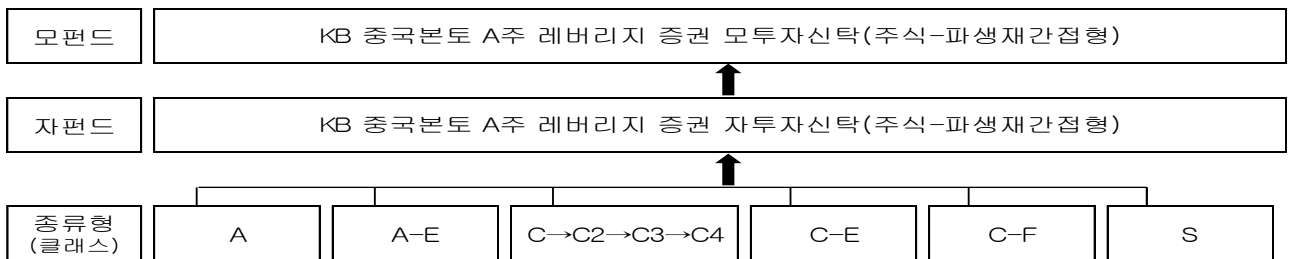 모펀드
KB 중국본토 A주 레버리지 증권 모투자신탁(주식-파생재간접형)
자펀드
KB 중국본토 A주 레버리지 증권 자투자신탁(주식-파생재간접형)
종류형
(클래스)
A
A-E
C→C2→C3→C4
C-E
C-F
S